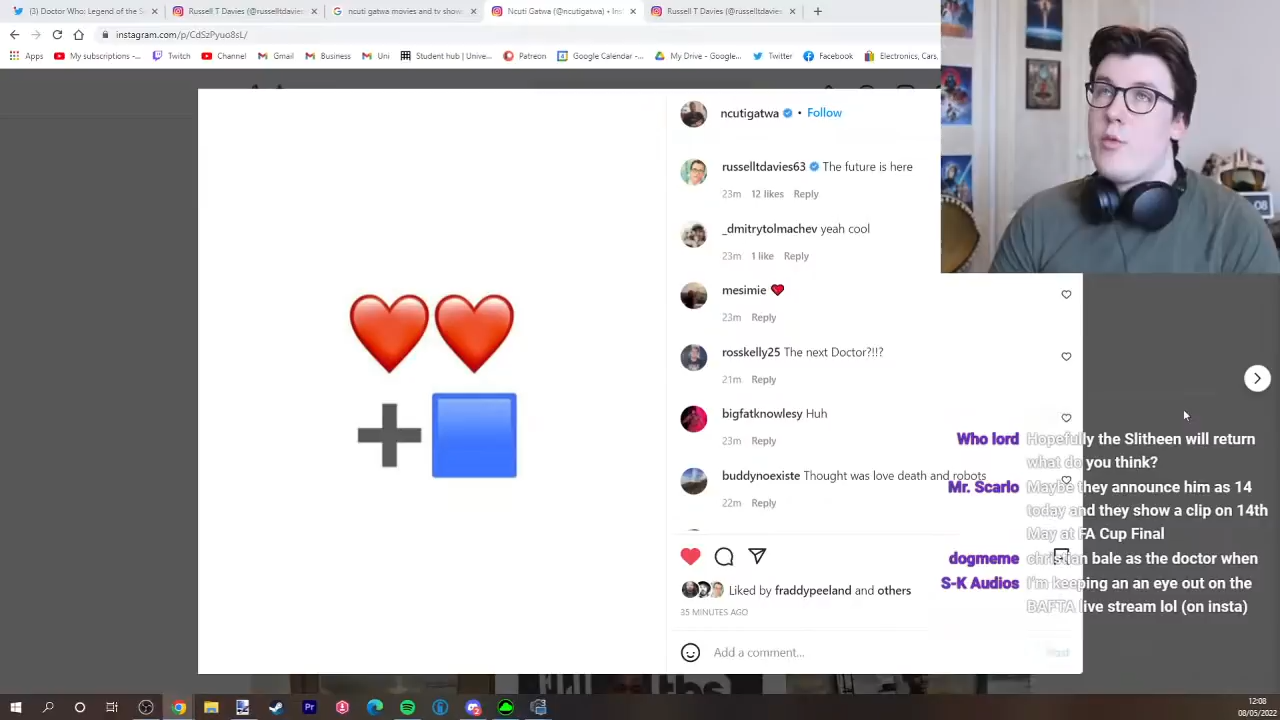 (3) Doctor Who: Legend of the S
Russell T Davies (@russelltdavies
ncuti gatwa movies and tv shows
Ncuti Gatwa (@ncutigatwa) • Inst
Russell T Davies (@russelltdavies
instagram.com/p/CdSzPyuo8sL/
Apps
My subscriptions -...
Twitch
Channel
Gmail
Business
Uni
Student hub | Unive...
Patreon
Google Calendar -...
My Drive - Google...
Twitter
Facebook
Electronics, Cars,
ncutigatwa • Follow
russelltdavies63 The future is here
23m 12 likes Reply
_dmitrytolmachev yeah cool
23m 1 like Reply
mesimie
23m Reply
rosskelly25 The next Doctor?!!?
21m Reply
bigfatknowlesy Huh
23m Reply
buddynoexiste Thought was love death and robots
22m Reply
Liked by fraddypeeland and others
35 MINUTES AGO
Add a comment...
Post
Who lord Hopefully the Slitheen will return
what do you think?
Mr. Scarlo Maybe they announce him as 14
today and they show a clip on 14th
May at FA Cup Final
dogmeme christian bale as the doctor when
S-K Audios I'm keeping an an eye out on the
BAFTA live stream lol (on insta)
08
12:08
08/05/2022